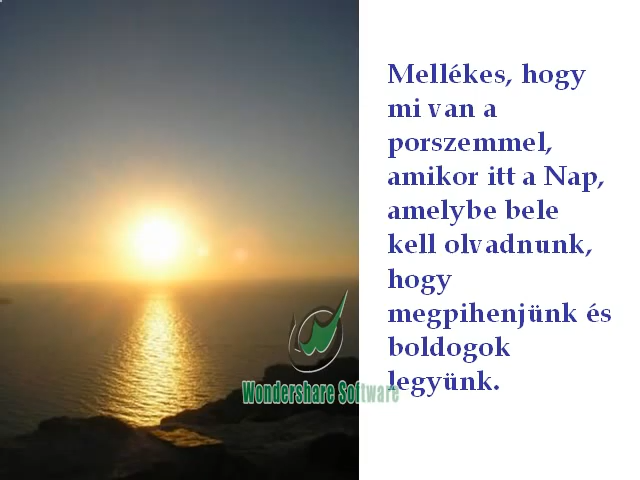 Mellékes, hogy
mi van a
porszemmel,
amikor itt a Nap,
amelybe bele
kell olvadnunk,
hogy
megpihenjünk és
boldogok
legyünk.
Wondershare Software